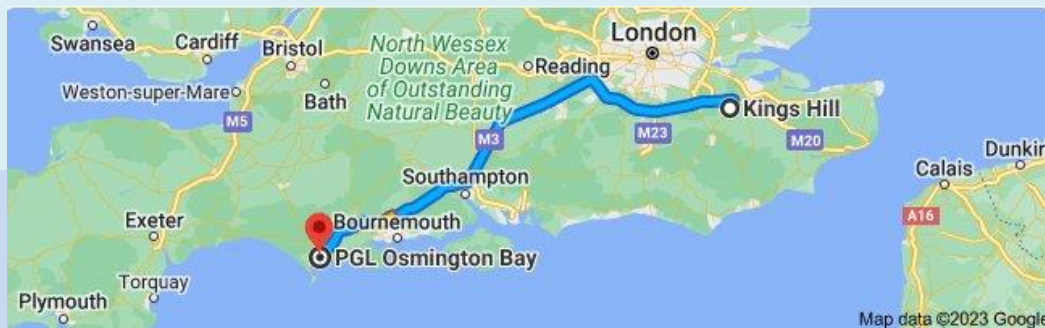 Swansea
Cardiff
Bristol
North Wessex
Downs Area
of Outstanding
Natural Beauty
London
Reading
Weston-super-Mare
Bath
Kings Hill
M5
M3
M23
M20
Southampton
Calais
Dunkir
A16
Exeter
Bournemouth
PGL Osmington Bay
Torquay
Plymouth
Map data ©2023 Google